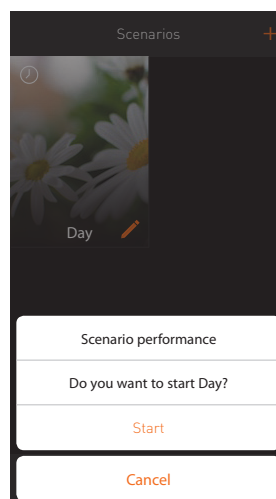 Scenarios +
Day
Scenario performance
Do you want to start Day?
Start
Cancel